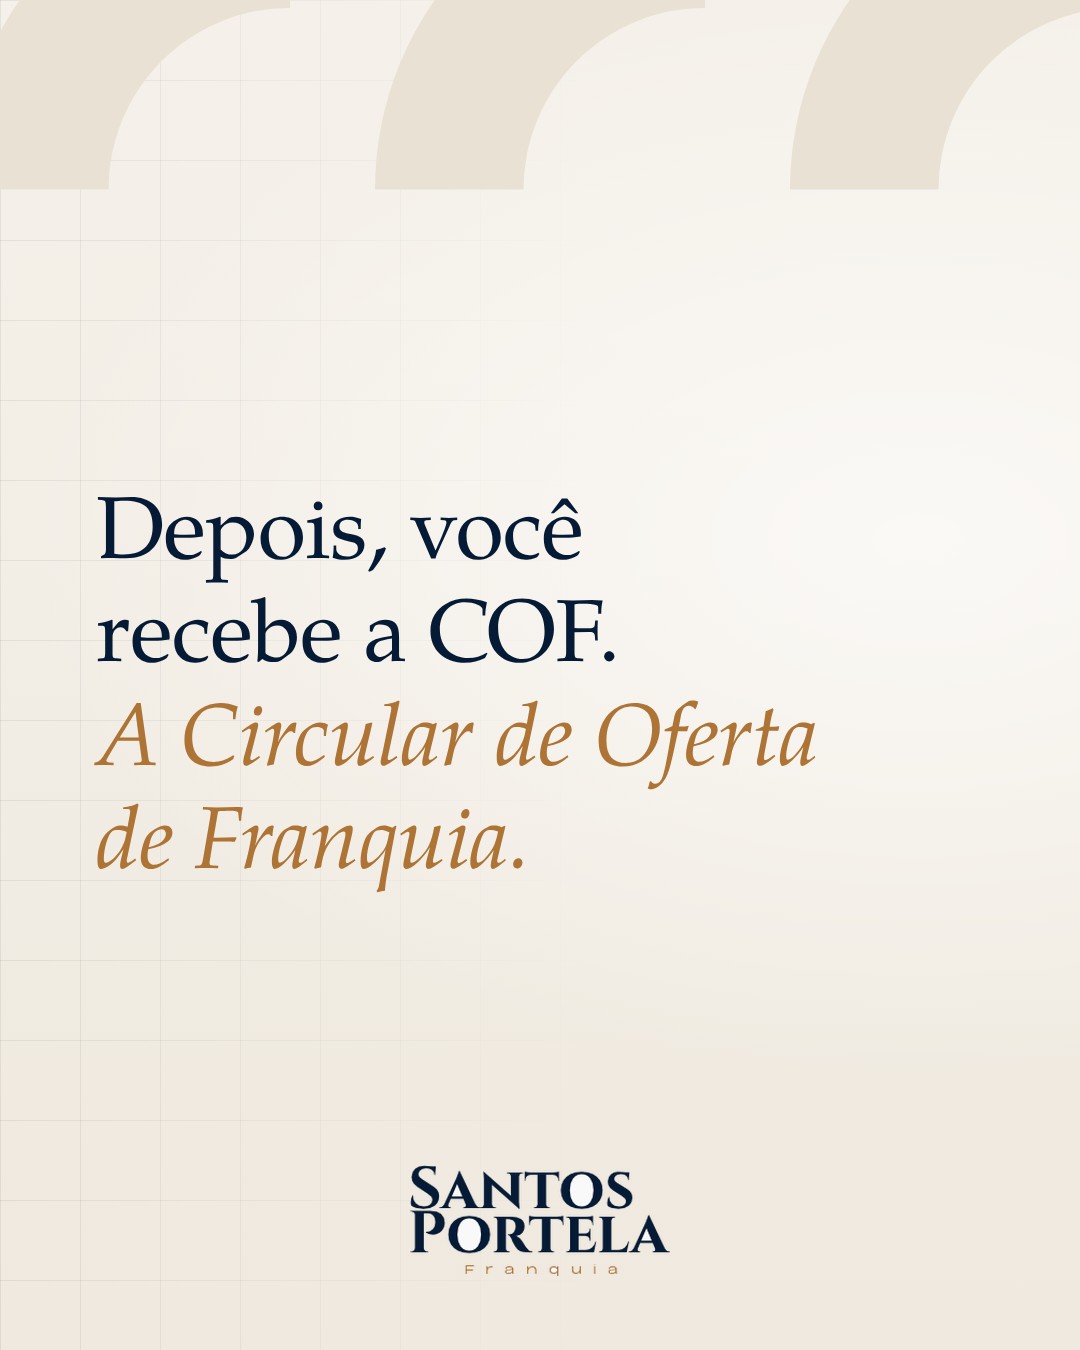 Depois, você
recebe a COF.
A Circular de Oferta
de Franquia.
SANTOS
PORTELA
Franquia